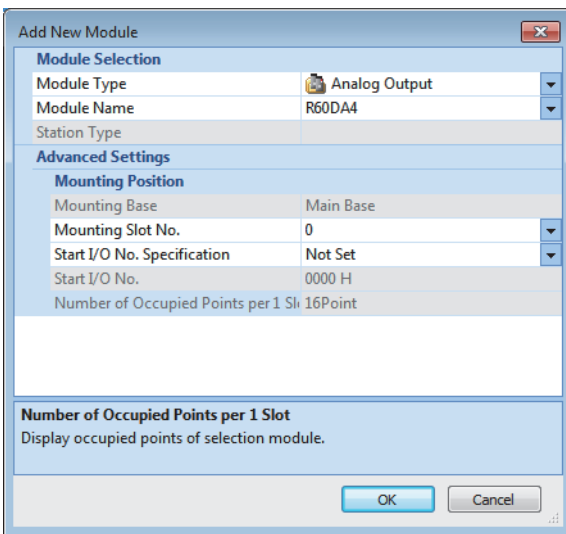 Add New Module
Module Selection
Module Type Analog Output
Module Name R60DA4
Station Type
Advanced Settings
Mounting Position
Mounting Base Main Base
Mounting Slot No. 0
Start I/O No. Specification Not Set
Start I/O No. 0000 H
Number of Occupied Points per 1 Sl 16Point
Number of Occupied Points per 1 Slot
Display occupied points of selection module.
OK Cancel